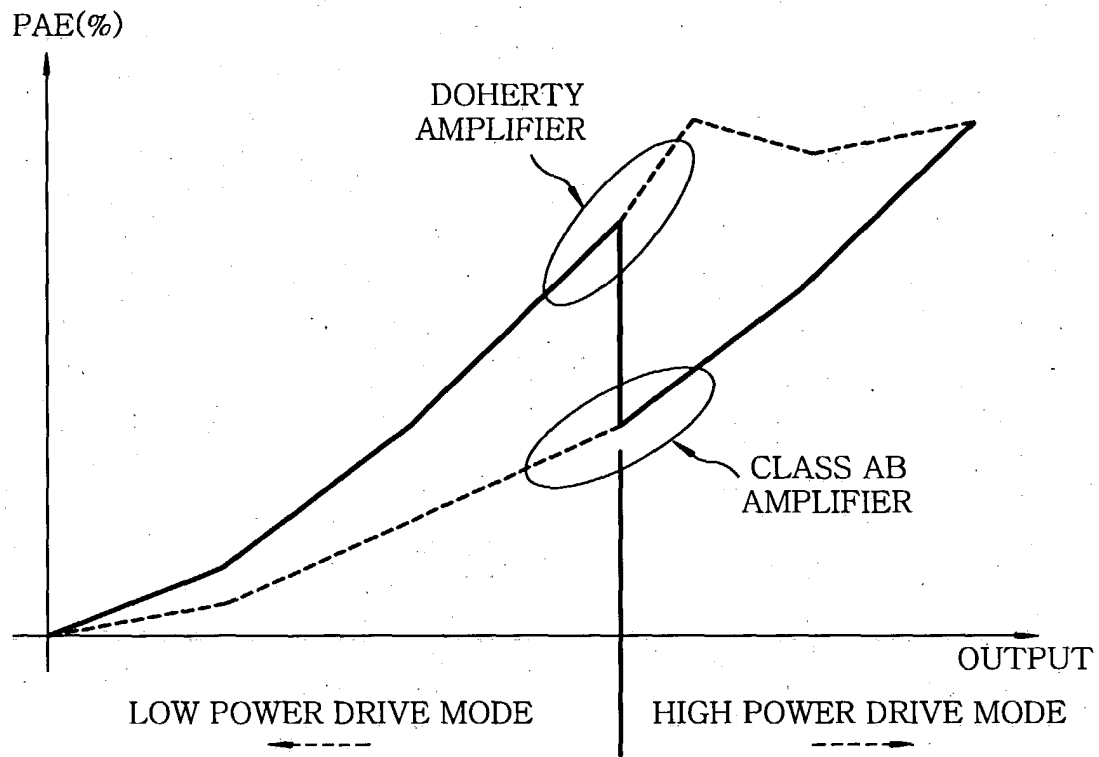 PAE(%)
DOHERTY
AMPLIFIER
CLASS AB
AMPLIFIER
OUTPUT
LOW POWER DRIVE MODE
HIGH POWER DRIVE MODE